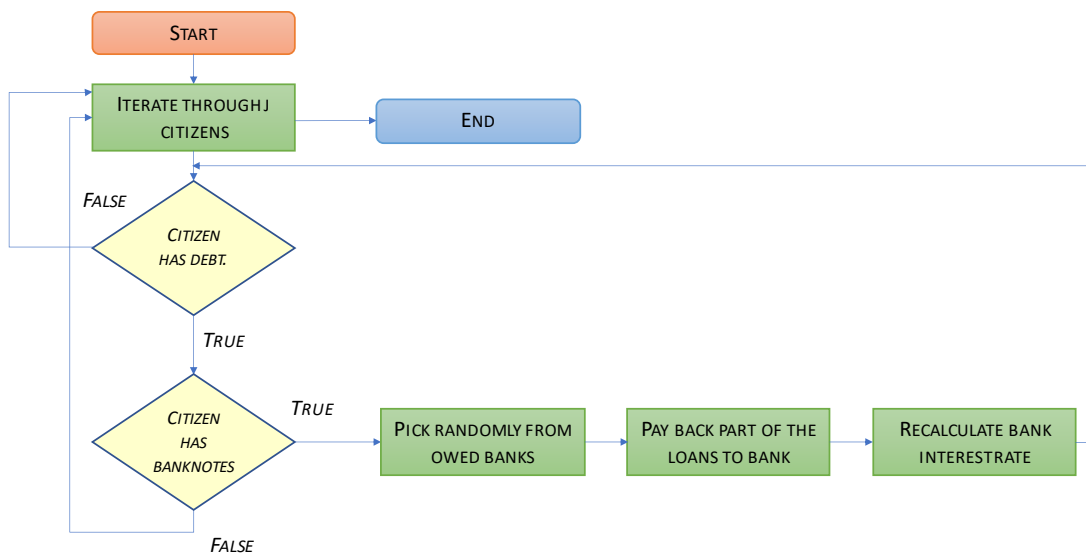 START
ITERATE THROUGH J
CITIZENS
END
FALSE
CITIZEN
HAS DEBT.
TRUE
CITIZEN
HAS
BANKNOTES
TRUE
PICK RANDOMLY FROM
OWED BANKS
PAY BACK PART OF THE
LOANS TO BANK
RECALCULATE BANK
INTERESTRATE
FALSE